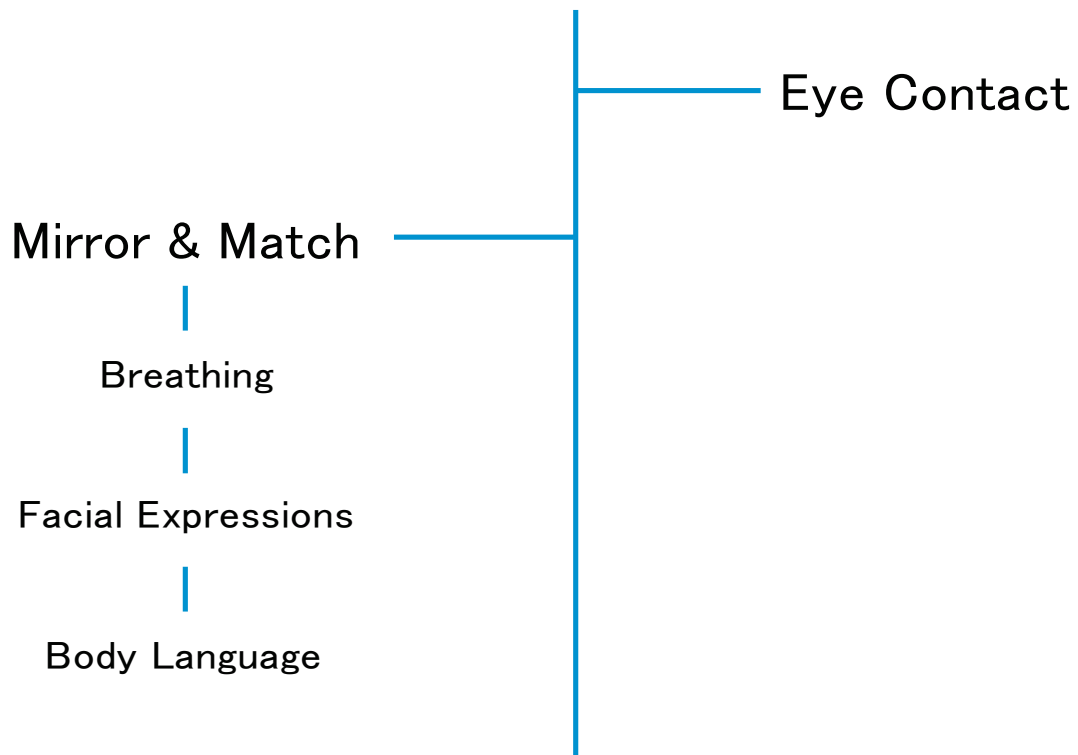 Eye Contact
Mirror & Match
Breathing
Facial Expressions
Body Language